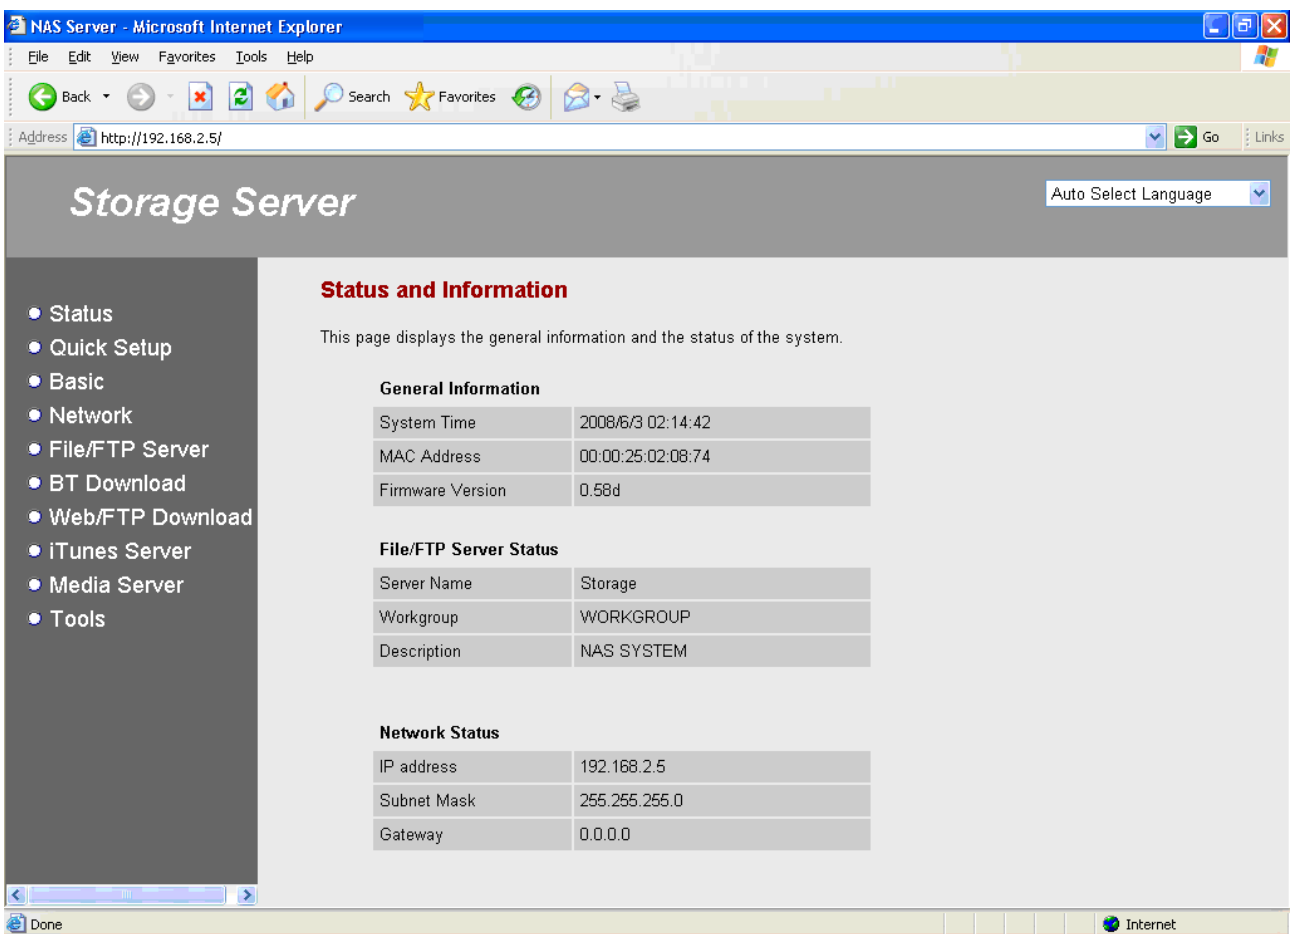 NAS Server - Microsoft Internet Explorer
File Edit View Favorites Tools Help
Back Search Favorites
Address http://192.168.2.5/ Go Links
Storage Server
Auto Select Language
Status
Quick Setup
Basic
Network
File/FTP Server
BT Download
Web/FTP Download
iTunes Server
Media Server
Tools
Status and Information
This page displays the general information and the status of the system.
General Information
System Time 2008/6/3 02:14:42
MAC Address 00:00:25:02:08:74
Firmware Version 0.58d
File/FTP Server Status
Server Name Storage
Workgroup WORKGROUP
Description NAS SYSTEM
Network Status
IP address 192.168.2.5
Subnet Mask 255.255.255.0
Gateway 0.0.0.0
Done Internet